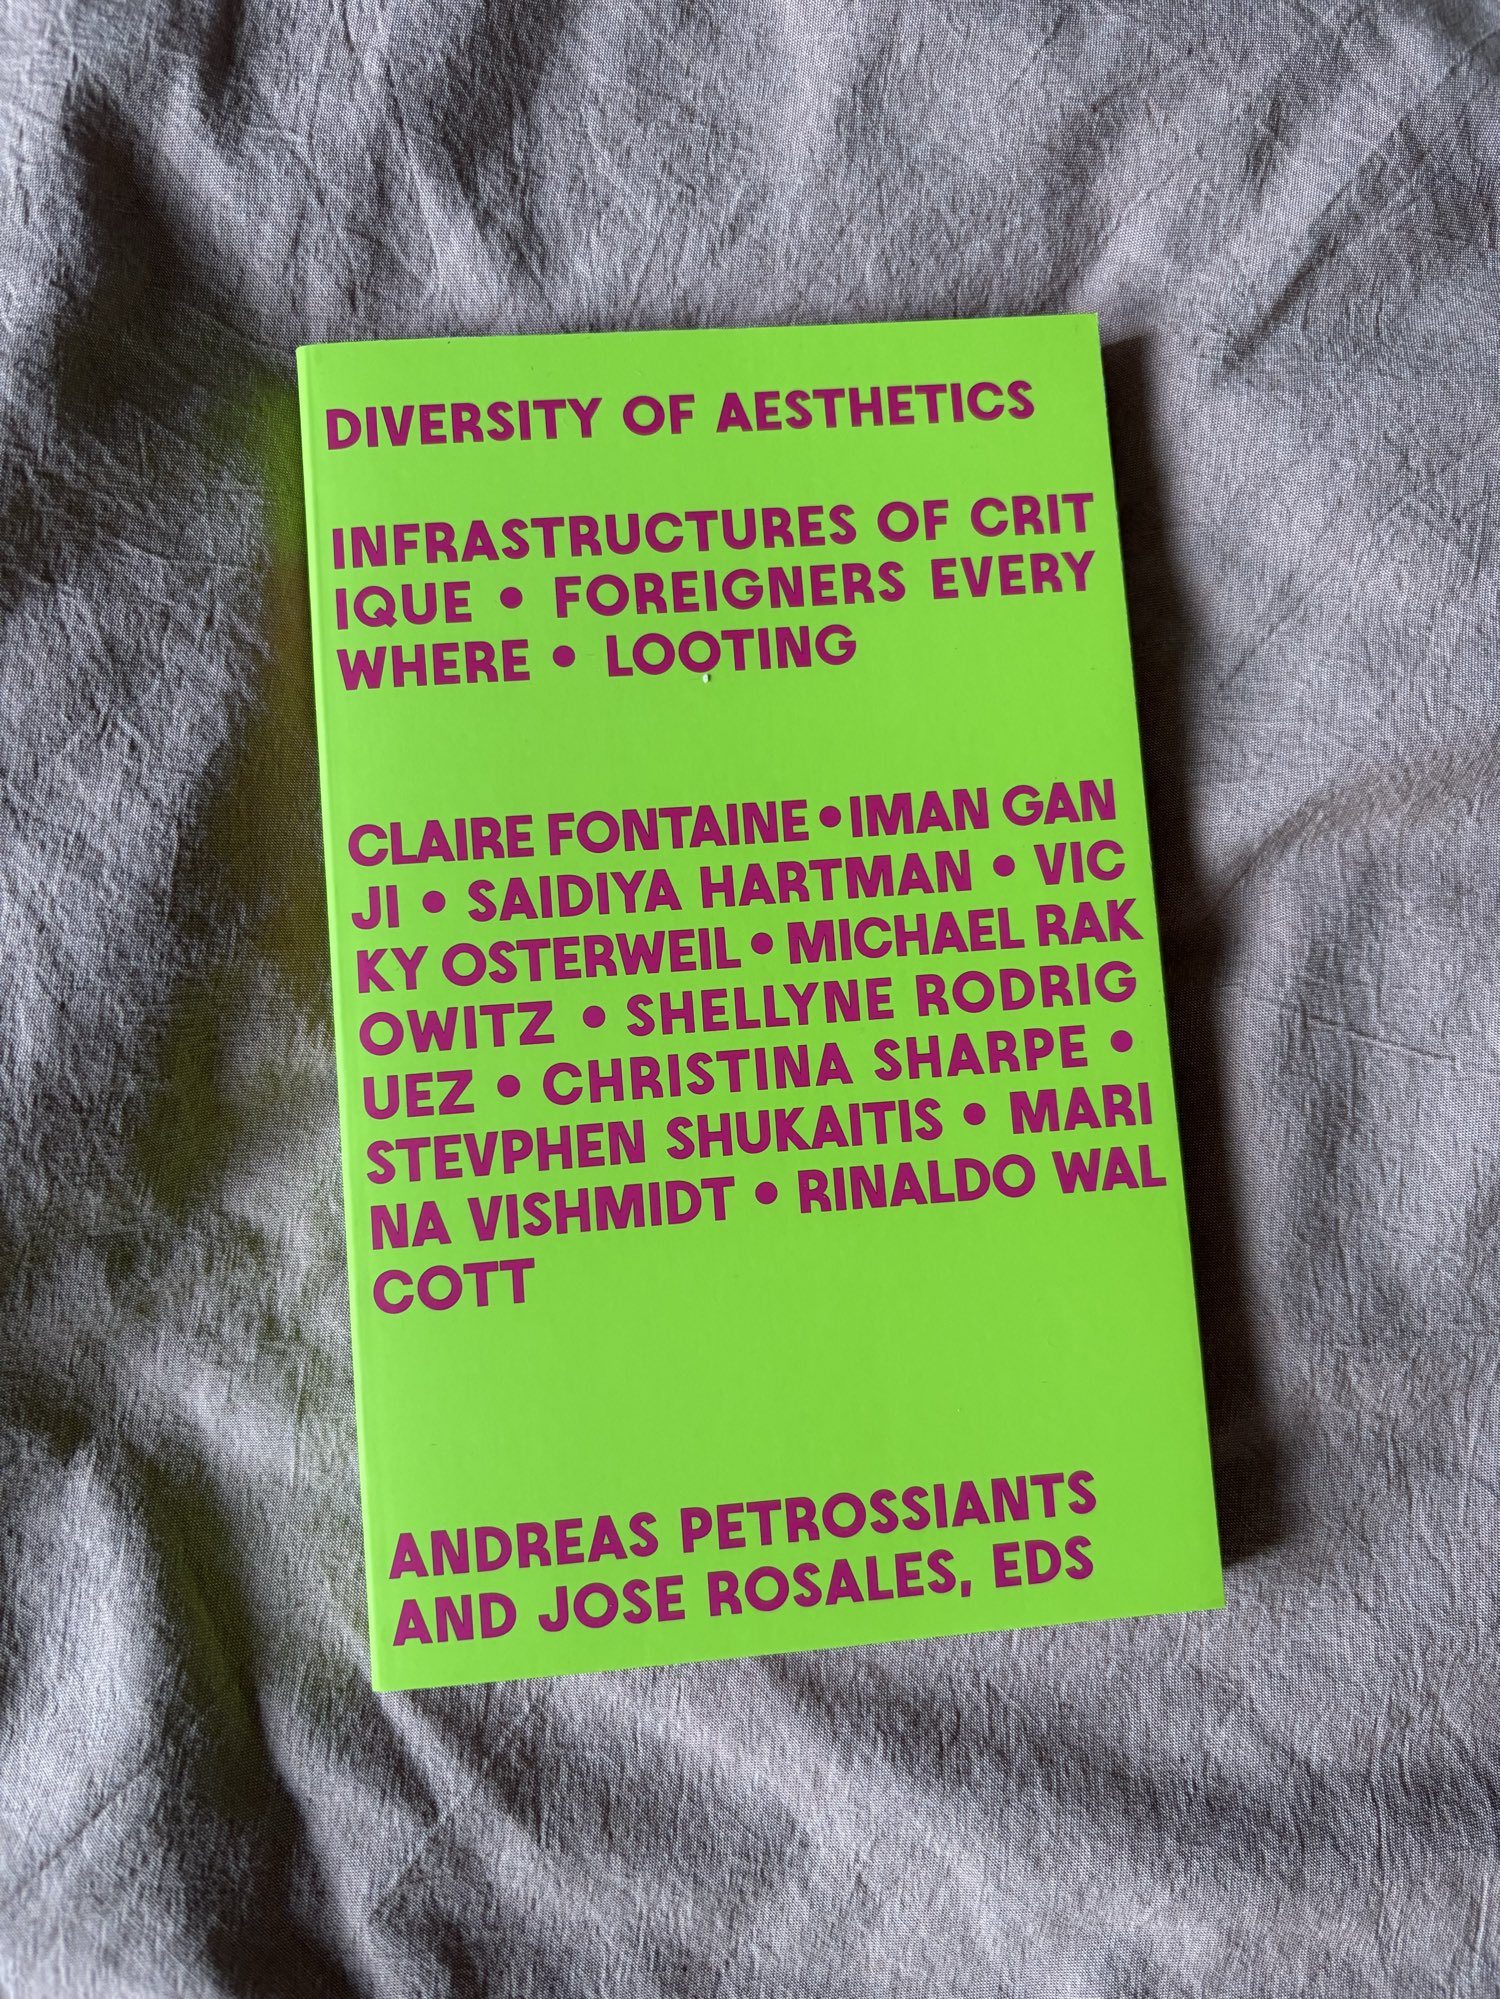 DIVERSITY OF AESTHETICS
INFRASTRUCTURES OF CRIT
IQUE • FOREIGNERS EVERY
WHERE • LOOTING
CLAIRE FONTAINE • IMAN GAN
JI • SAIDIYA HARTMAN • VIC
KY OSTERWEIL • MICHAEL RAK
OWITZ • SHELLYNE RODRIG
UEZ • CHRISTINA SHARPE •
STEVPHEN SHUKAITIS • MARI
NA VISHMIDT • RINALDO WAL
COTT
ANDREAS PETROSSIANTS
AND JOSE ROSALES, EDS